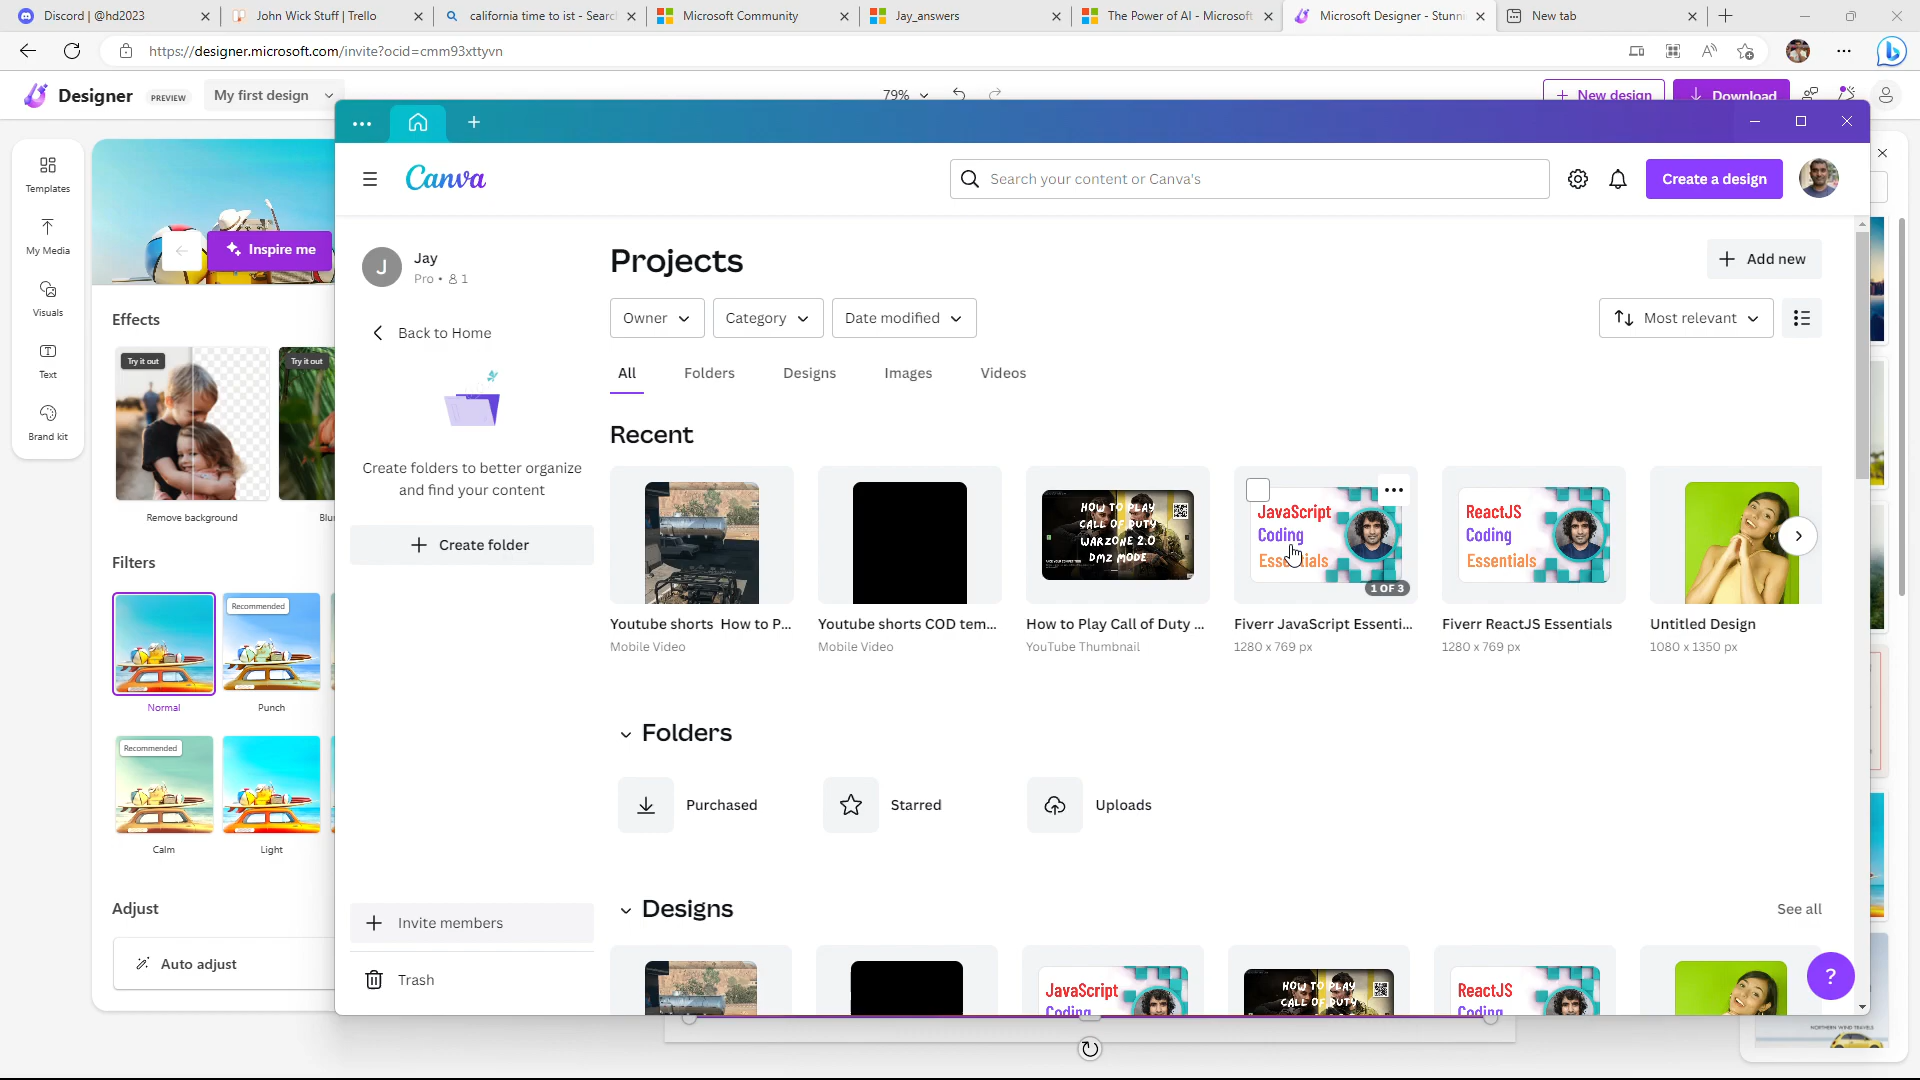 Discord | @hd2023
John Wick Stuff | Trello
california time to ist - Searc
Microsoft Community
Jay_answers
The Power of AI - Microsoft
Microsoft Designer - Stunni
New tab
https://designer.microsoft.com/invite?ocid=cmm93xttyvn
Designer
PREVIEW
My first design
79%
New design
Download
Templates
My Media
Visuals
Text
Brand kit
Inspire me
Effects
Try it out
Try it out
Remove background
Blu
Filters
Recommended
Normal
Punch
Recommended
Calm
Light
Adjust
Auto adjust
Canva
Search your content or Canva's
Create a design
J
Jay
Pro • 1
Back to Home
Create folders to better organize
and find your content
Create folder
Invite members
Trash
Projects
Add new
Owner
Category
Date modified
Most relevant
All
Folders
Designs
Images
Videos
Recent
HOW TO PLAY
CALL OF DUTY
WARZONE 2.0
DMZ MODE
JavaScript
Coding
Essentials
1 OF 3
ReactJS
Coding
Essentials
Youtube shorts How to P...
Mobile Video
Youtube shorts COD tem...
Mobile Video
How to Play Call of Duty ...
YouTube Thumbnail
Fiverr JavaScript Essenti...
1280 x 769 px
Fiverr ReactJS Essentials
1280 x 769 px
Untitled Design
1080 x 1350 px
Folders
Purchased
Starred
Uploads
Designs
See all
JavaScript
Coding
HOW TO PLAY
CALL OF DUTY
ReactJS
Coding
?
NORTHERN WIND TRAVELS